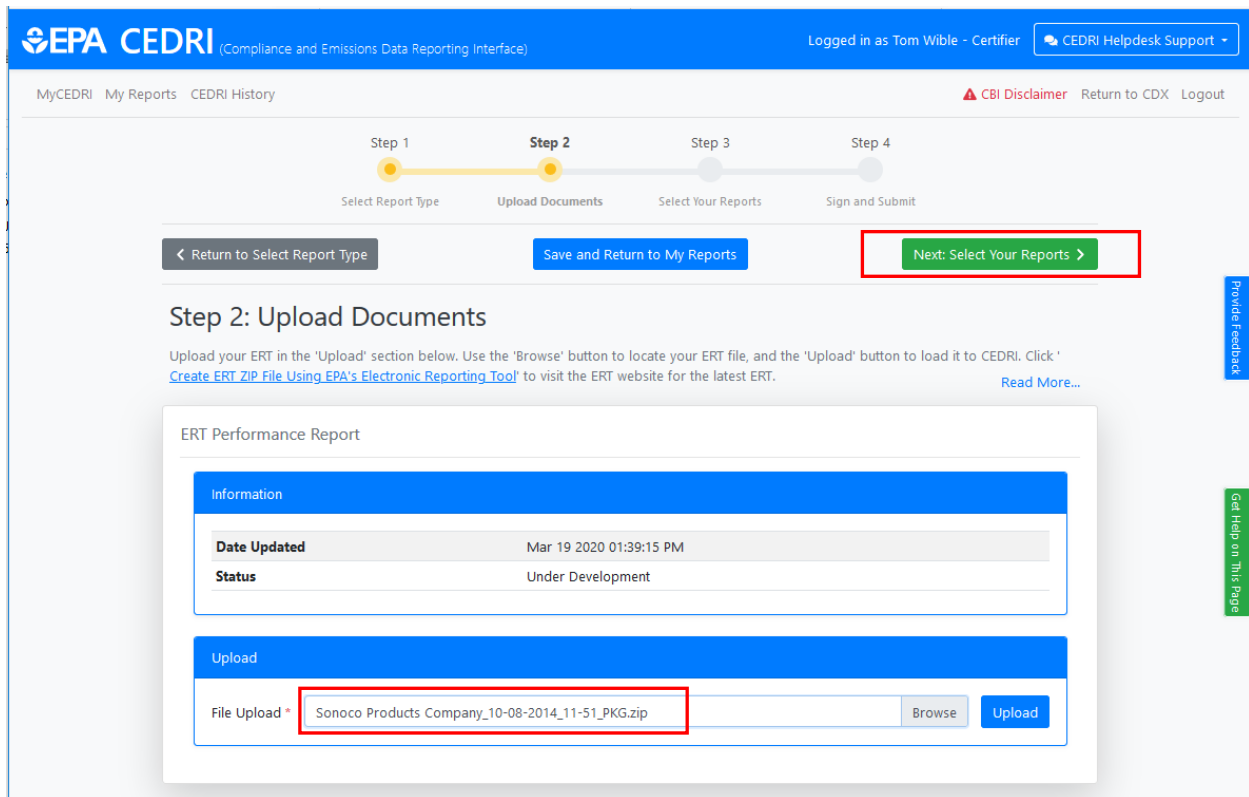 EPA CEDRI (Compliance and Emissions Data Reporting Interface)
Logged in as Tom Wible - Certifier
CEDRI Helpdesk Support
MyCEDRI My Reports CEDRI History
CBI Disclaimer Return to CDX Logout
Step 1 Step 2 Step 3 Step 4
Select Report Type Upload Documents Select Your Reports Sign and Submit
Return to Select Report Type
Save and Return to My Reports
Next: Select Your Reports
Step 2: Upload Documents
Upload your ERT in the 'Upload' section below. Use the 'Browse' button to locate your ERT file, and the 'Upload' button to load it to CEDRI. Click '
Create ERT ZIP File Using EPA's Electronic Reporting Tool' to visit the ERT website for the latest ERT.
Read More...
ERT Performance Report
Information
Date Updated Mar 19 2020 01:39:15 PM
Status Under Development
Upload
File Upload * Sonoco Products Company_10-08-2014_11-51_PKG.zip Browse Upload
Provide Feedback
Get Help on This Page